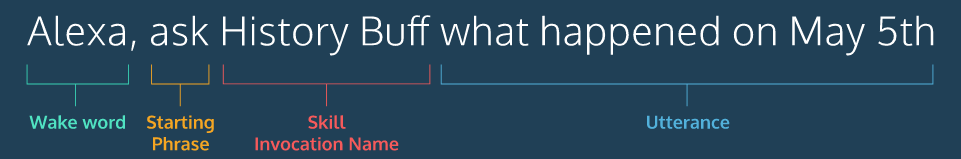 Alexa, ask History Buff what happened on May 5th
Wake word
Starting
Phrase
Skill
Invocation Name
Utterance